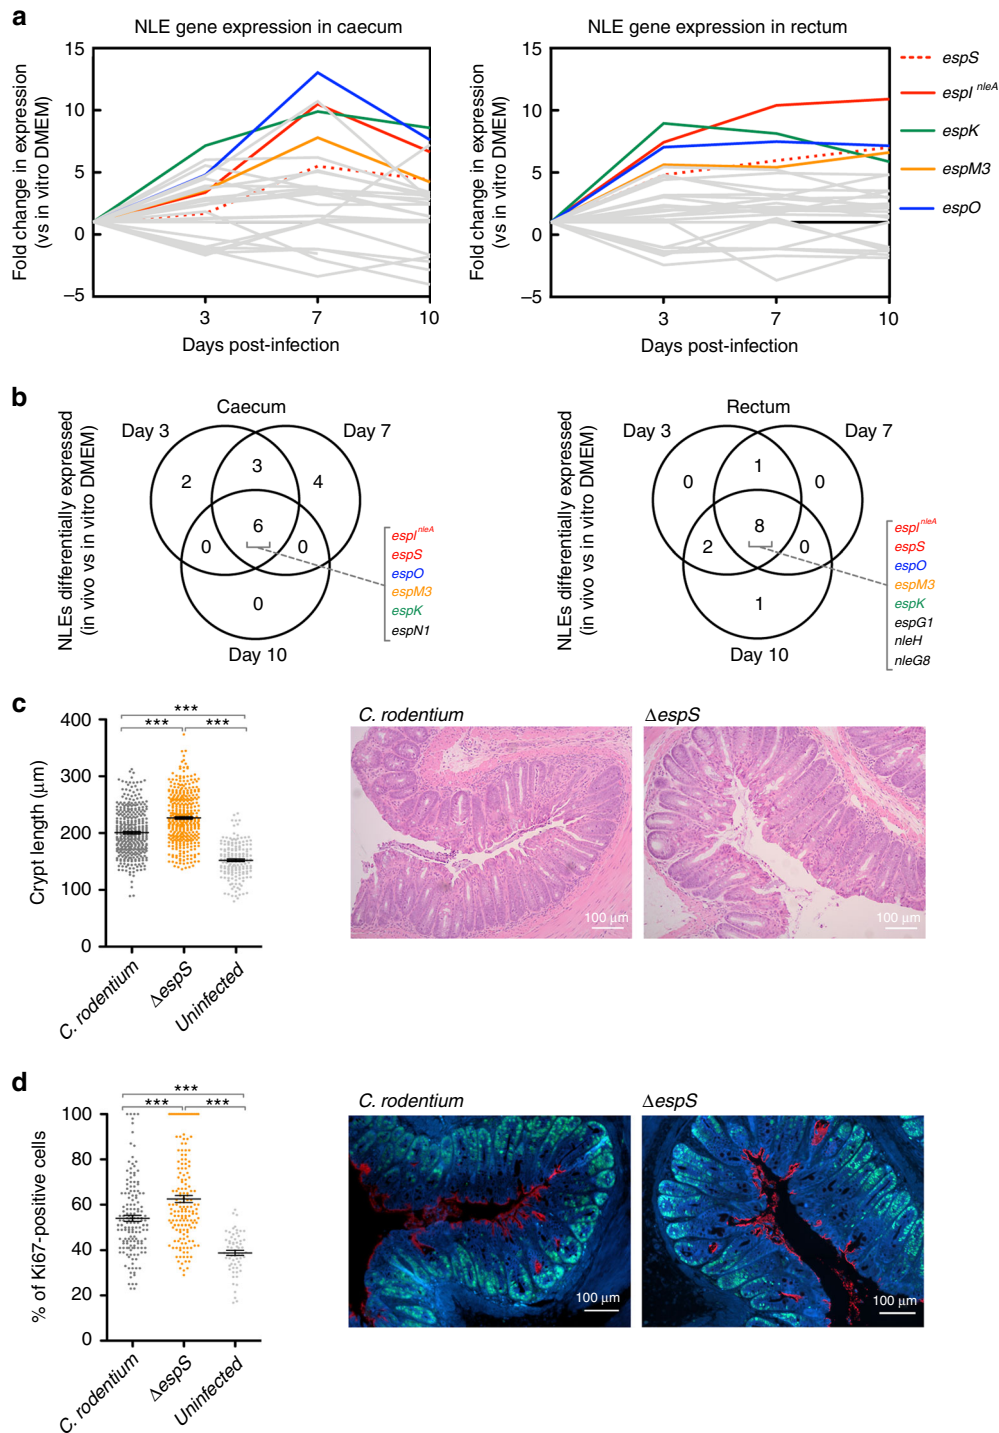 a
NLE gene expression in caecum
Fold change in expression
(vs in vitro DMEM)
15
10
5
0
–5
3
7
10
Days post-infection
NLE gene expression in rectum
Fold change in expression
(vs in vitro DMEM)
15
10
5
0
–5
3
7
10
Days post-infection
espS
espI nleA
espK
espM3
espO
b
NLEs differentially expressed
(in vivo vs in vitro DMEM)
Caecum
Day 3
Day 7
2
3
4
6
0
0
0
Day 10
espI nleA
espS
espO
espM3
espK
espN1
NLEs differentially expressed
(in vivo vs in vitro DMEM)
Rectum
Day 3
Day 7
0
1
0
8
2
0
1
Day 10
espI nleA
espS
espO
espM3
espK
espG1
nleH
nleG8
c
Crypt length (μm)
400
300
200
100
0
***
***
***
C. rodentium
ΔespS
Uninfected
C. rodentium
100 μm
ΔespS
100 μm
d
% of Ki67-positive cells
100
80
60
40
20
0
***
***
***
C. rodentium
ΔespS
Uninfected
C. rodentium
100 μm
ΔespS
100 μm